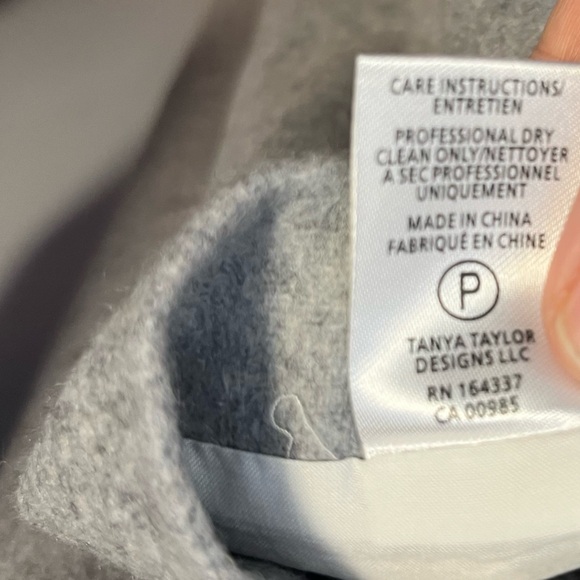 CARE INSTRUCTIONS/
ENTRETIEN
PROFESSIONAL DRY
CLEAN ONLY/NETTOYER
A SEC PROFESSIONNEL
UNIQUEMENT
MADE IN CHINA
FABRIQUÉ EN CHINE
P
TANYA TAYLOR
DESIGNS LLC
RN 164337
CA 00985